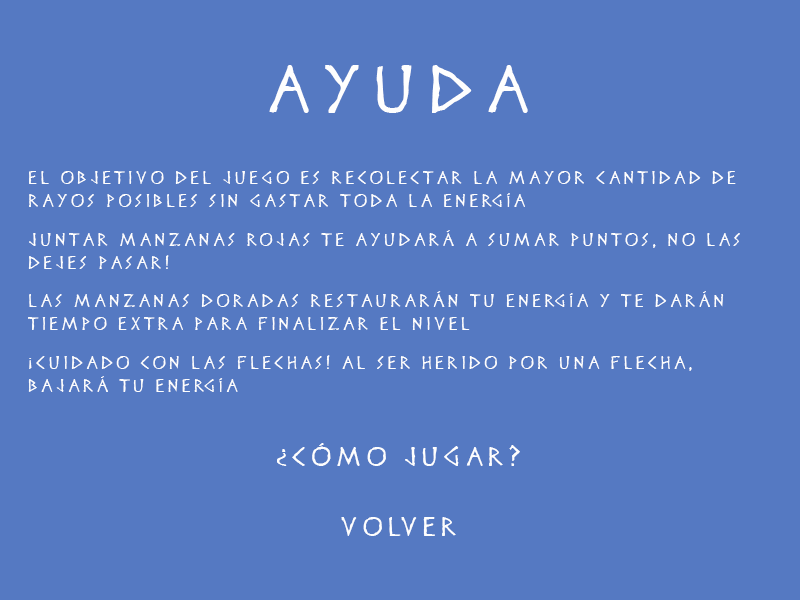 AYUDA
EL OBJETIVO DEL JUEGO ES RECOLECTAR LA MAYOR CANTIDAD DE
RAYOS POSIBLES SIN GASTAR TODA LA ENERGÍA
JUNTAR MANZANAS ROJAS TE AYUDARÁ A SUMAR PUNTOS, NO LAS
DEJES PASAR!
LAS MANZANAS DORADAS RESTAURARÁN TU ENERGÍA Y TE DARÁN
TIEMPO EXTRA PARA FINALIZAR EL NIVEL
¡CUIDADO CON LAS FLECHAS! AL SER HERIDO POR UNA FLECHA,
BAJARÁ TU ENERGÍA
¿CÓMO JUGAR?
VOLVER